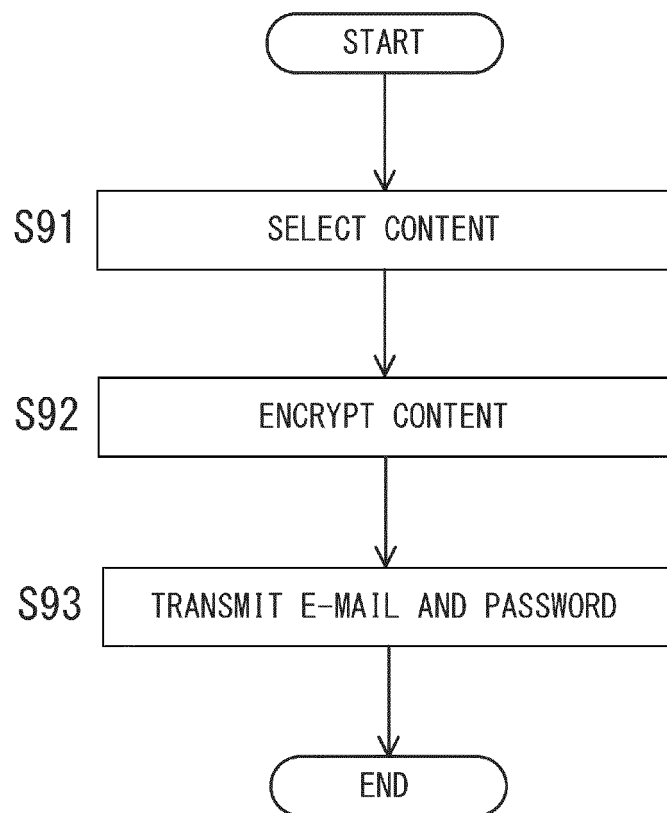 START
S91 SELECT CONTENT
S92 ENCRYPT CONTENT
S93 TRANSMIT E-MAIL AND PASSWORD
END